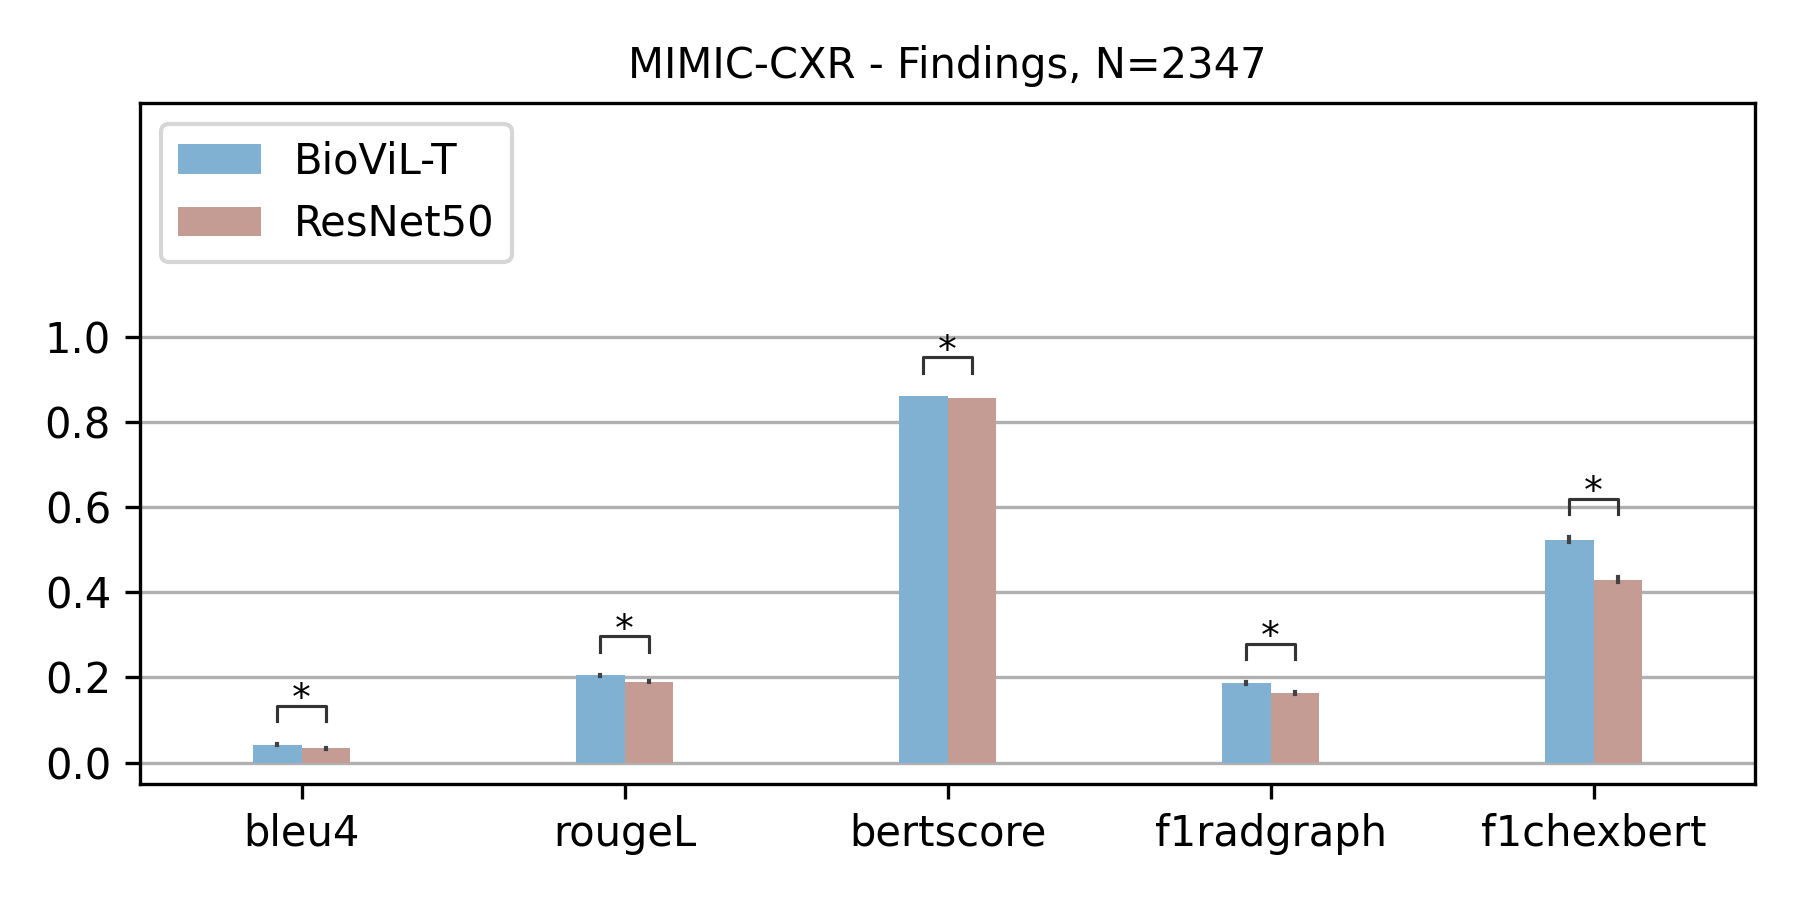 MIMIC-CXR - Findings, N=2347
BioViL-T
ResNet50
1.0
0.8
0.6
0.4
0.2
0.0
*
*
*
*
*
bleu4
rougeL
bertscore
f1radgraph
f1chexbert